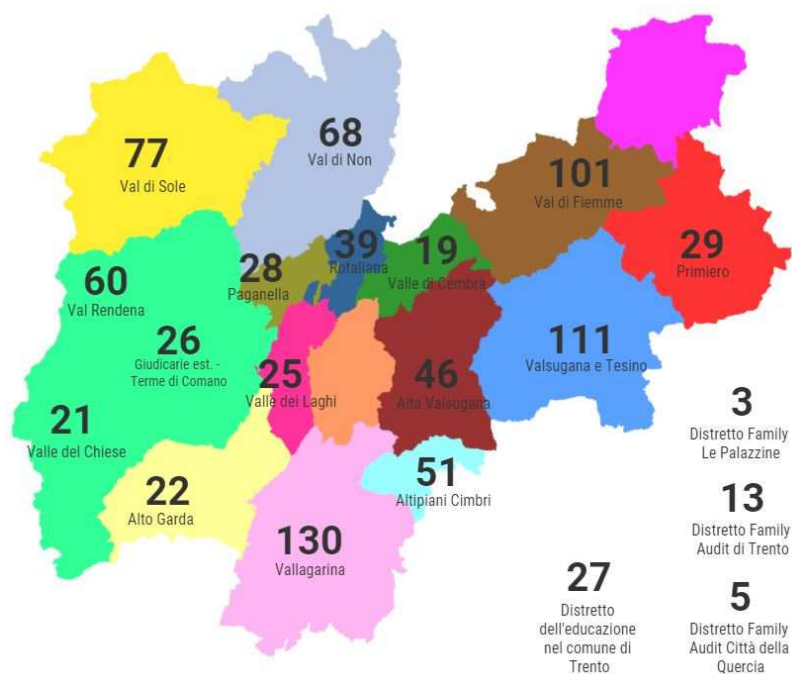 77
Val di Sole
68
Val di Non
101
Val di Fiemme
29
Primiero
39
Rotaliana
19
Valle di Cembra
28
Paganella
60
Val Rendena
26
Giudicarie est. -
Terme di Comano
25
Valle dei Laghi
46
Alta Valsugana
111
Valsugana e Tesino
21
Valle del Chiese
22
Alto Garda
51
Altipiani Cimbri
130
Vallagarina
3
Distretto Family
Le Palazzine
13
Distretto Family
Audit di Trento
27
Distretto
dell'educazione
nel comune di
Trento
5
Distretto Family
Audit Città della
Quercia